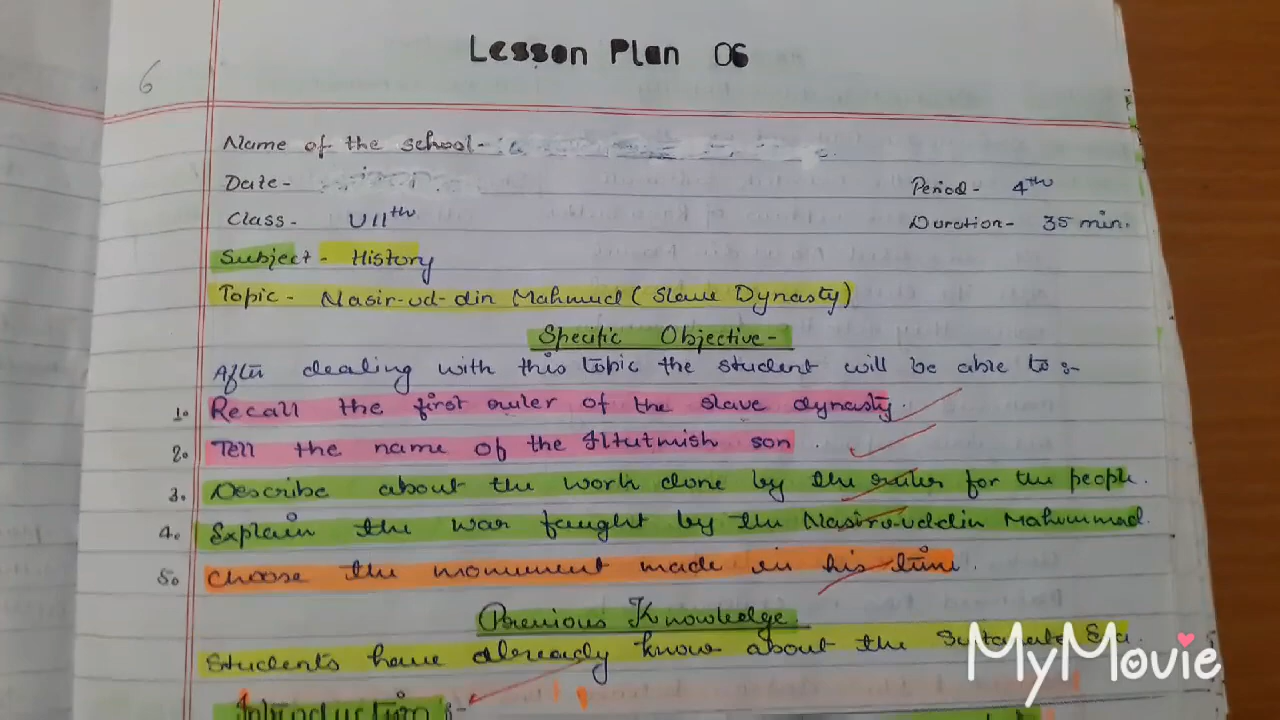 Lesson Plan 06
6
Name of the school-
Date-
Period- 4th
Class- VIIth
Duration- 35 min.
Subject- History
Topic- Nasir-ud-din Mahmud (Slave Dynasty)
Specific Objective-
After dealing with this topic the student will be able to :-
1. Recall the first ruler of the slave dynasty.
2. Tell the name of the Iltutmish son.
3. Describe about the work done by the ruler for the people.
4. Explain the war faught by the Nasiru-uddin Mahummad.
5. Choose the monument made in his time.
Previous Knowledge.
Students have already know about the
Introduction :-
MyMovie